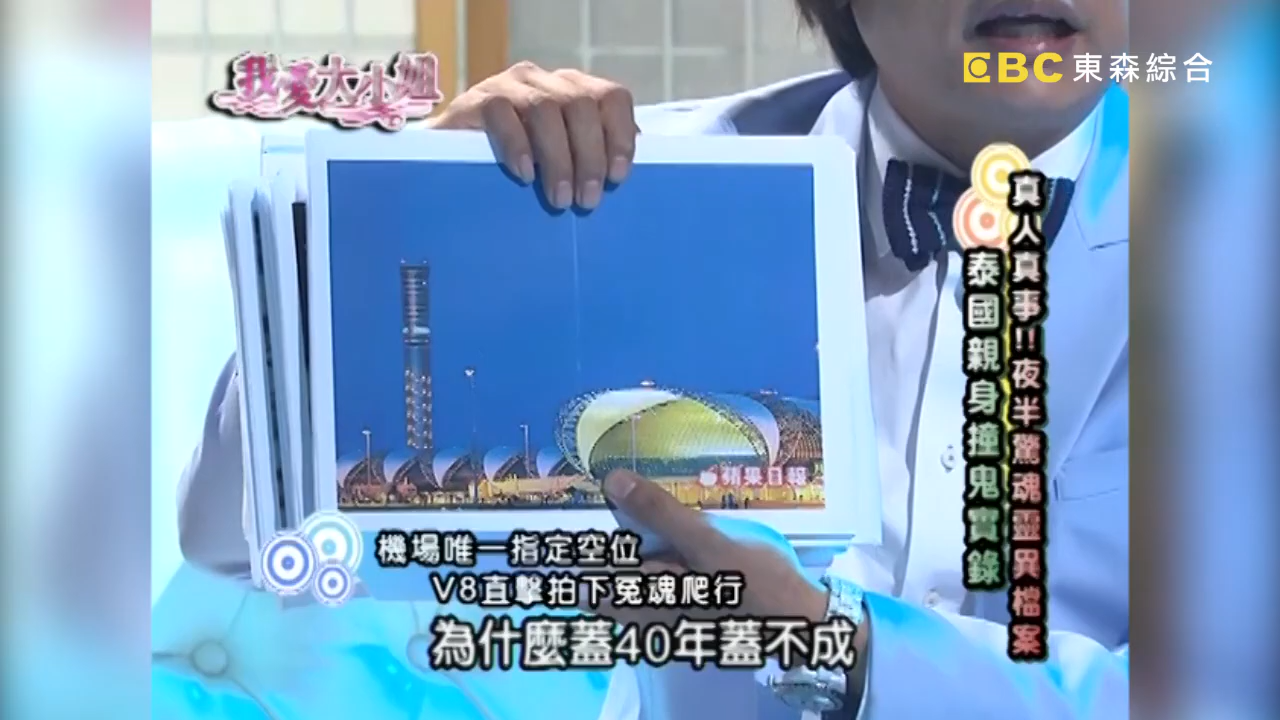 我愛大小姐
EBC 東森綜合
真人真事!!夜半驚魂靈異檔案
泰國親身撞鬼實錄
蘋果日報
機場唯一指定空位
V8直擊拍下冤魂爬行
為什麼蓋40年蓋不成